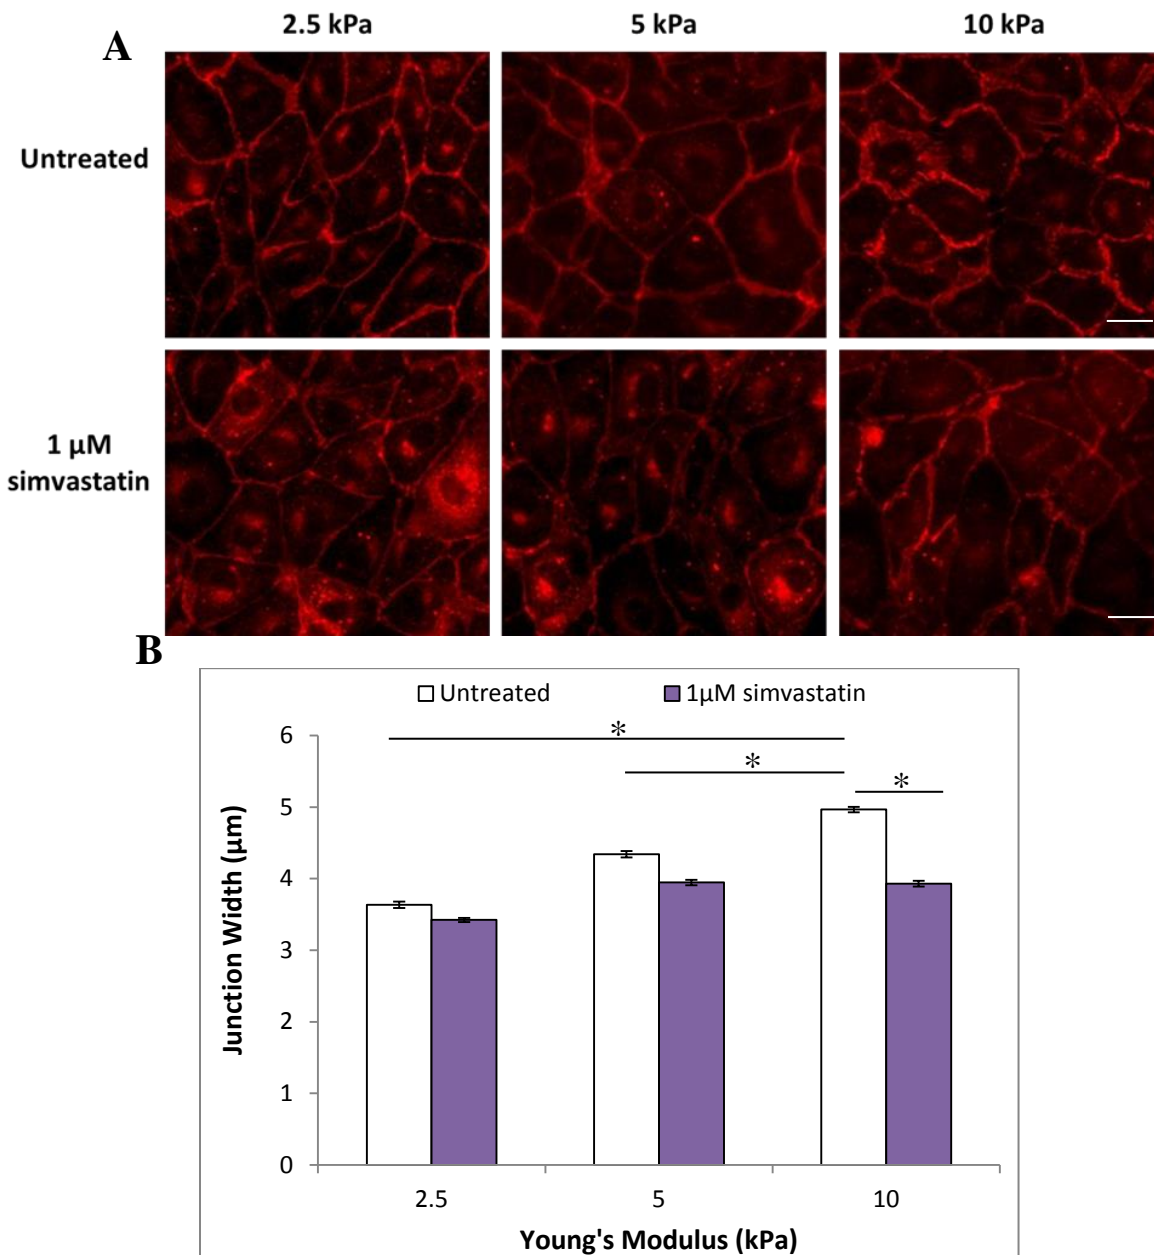 2.5 kPa 5 kPa 10 kPa
A
Untreated
1 µM
simvastatin
B
Untreated 1µM simvastatin
*
*
*
6
5
4
3
2
1
0
Junction Width (µm)
2.5 5 10
Young's Modulus (kPa)